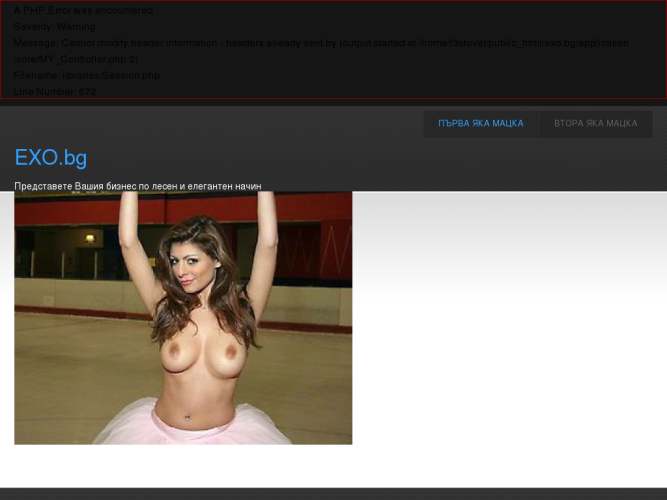 A PHP Error was encountered
Severity: Warning
Message: Cannot modify header information - headers already sent by (output started at /home/t3stovet/public_html/exo.bg/application
/core/MY_Controller.php:2)
Filename: libraries/Session.php
Line Number: 672
ПЪРВА ЯКА МАЦКА
ВТОРА ЯКА МАЦКА
EXO.bg
Представете Вашия бизнес по лесен и елегантен начин